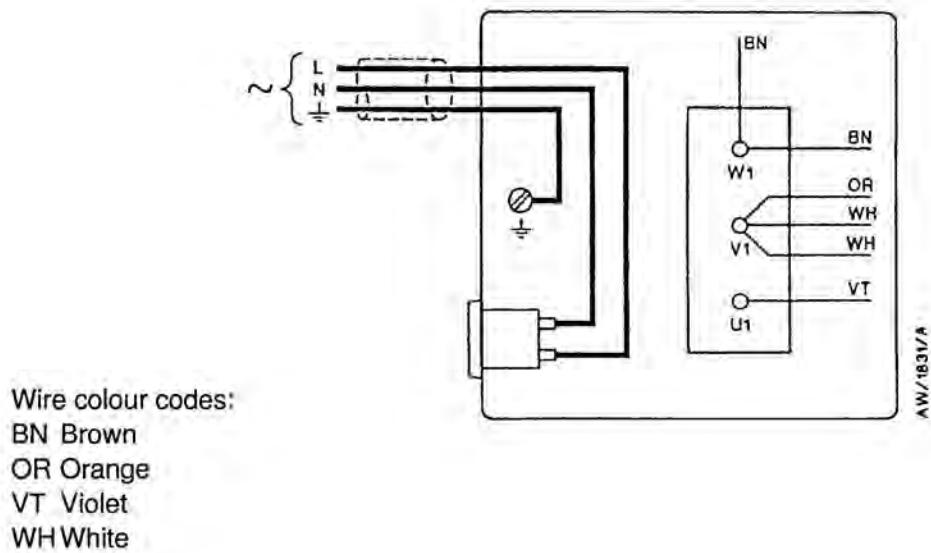 BN
L
N
BN
W1
OR
WH
V1
WH
VT
U1
AW/1831/A
Wire colour codes:
BN Brown
OR Orange
VT Violet
WH White